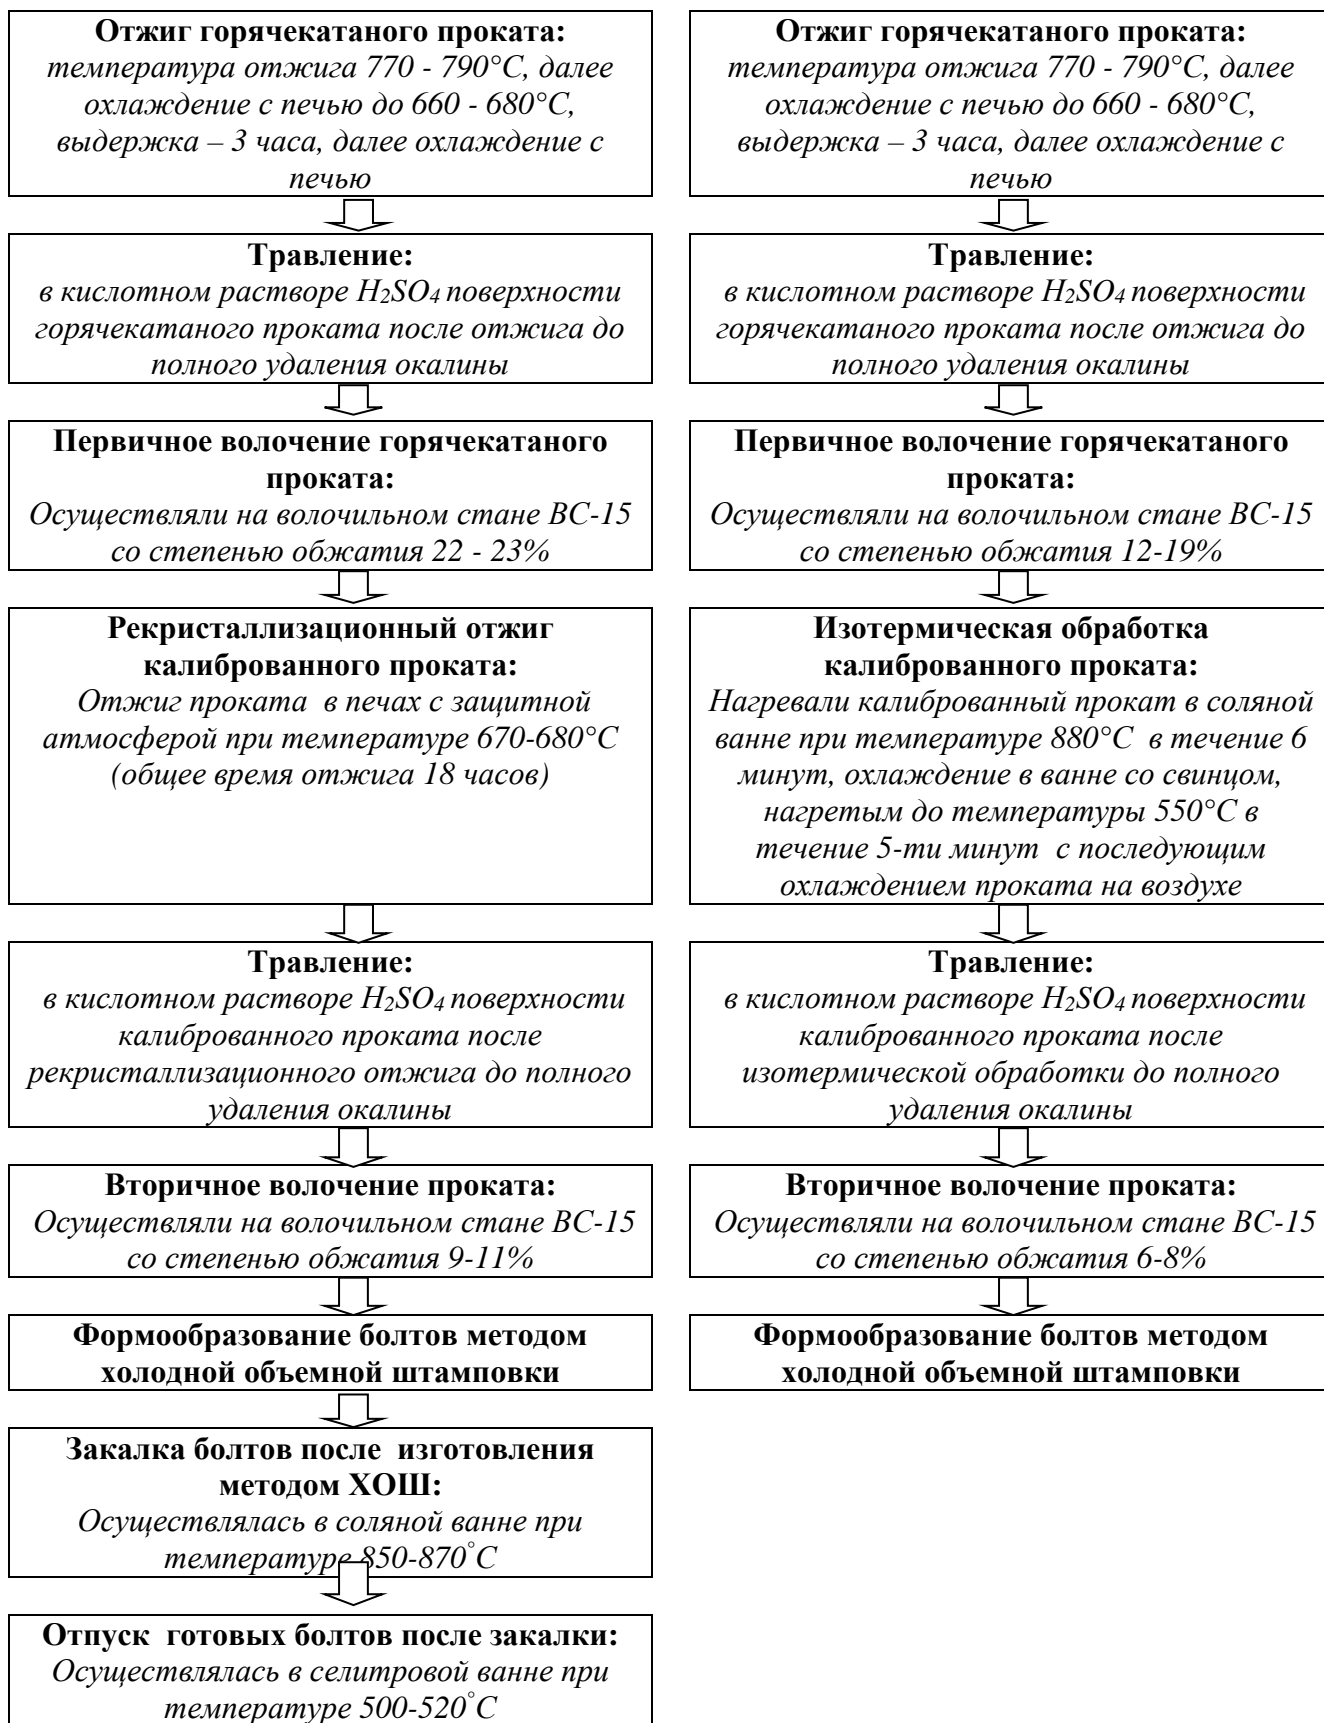 Отжиг горячекатаного проката:
температура отжига 770 - 790°С, далее
охлаждение с печью до 660 - 680°С,
выдержка – 3 часа, далее охлаждение с
печью
Травление:
в кислотном растворе H₂SO₄ поверхности
горячекатаного проката после отжига до
полного удаления окалины
Первичное волочение горячекатаного
проката:
Осуществляли на волочильном стане ВС-15
со степенью обжатия 22 - 23%
Рекристаллизационный отжиг
калиброванного проката:
Отжиг проката в печах с защитной
атмосферой при температуре 670-680°С
(общее время отжига 18 часов)
Травление:
в кислотном растворе H₂SO₄ поверхности
калиброванного проката после
рекристаллизационного отжига до полного
удаления окалины
Вторичное волочение проката:
Осуществляли на волочильном стане ВС-15
со степенью обжатия 9-11%
Формообразование болтов методом
холодной объемной штамповки
Закалка болтов после изготовления
методом ХОШ:
Осуществлялась в соляной ванне при
температуре 850-870°С
Отпуск готовых болтов после закалки:
Осуществлялась в селитровой ванне при
температуре 500-520°С
Отжиг горячекатаного проката:
температура отжига 770 - 790°С, далее
охлаждение с печью до 660 - 680°С,
выдержка – 3 часа, далее охлаждение с
печью
Травление:
в кислотном растворе H₂SO₄ поверхности
горячекатаного проката после отжига до
полного удаления окалины
Первичное волочение горячекатаного
проката:
Осуществляли на волочильном стане ВС-15
со степенью обжатия 12-19%
Изотермическая обработка
калиброванного проката:
Нагревали калиброванный прокат в соляной
ванне при температуре 880°С в течение 6
минут, охлаждение в ванне со свинцом,
нагретым до температуры 550°С в
течение 5-ти минут с последующим
охлаждением проката на воздухе
Травление:
в кислотном растворе H₂SO₄ поверхности
калиброванного проката после
изотермической обработки до полного
удаления окалины
Вторичное волочение проката:
Осуществляли на волочильном стане ВС-15
со степенью обжатия 6-8%
Формообразование болтов методом
холодной объемной штамповки